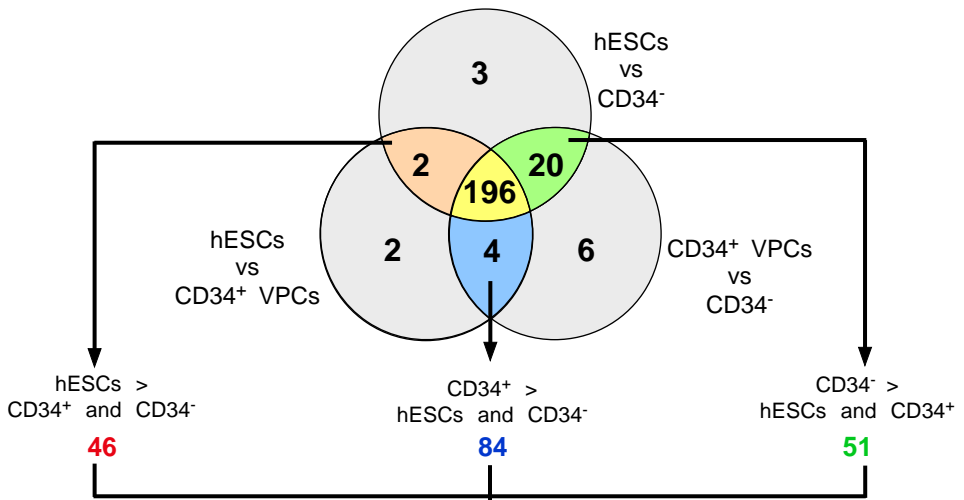 3
hESCs
vs
CD34⁻
2
20
196
hESCs
vs
CD34⁺ VPCs
2
4
6
CD34⁺ VPCs
vs
CD34⁻
hESCs >
CD34⁺ and CD34⁻
46
CD34⁺ >
hESCs and CD34⁻
84
CD34⁻ >
hESCs and CD34⁺
51